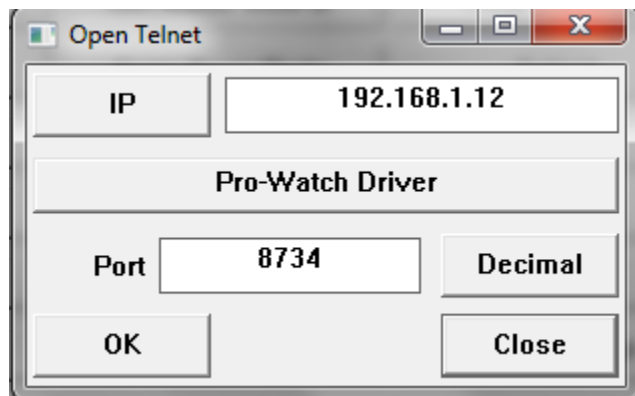 Open Telnet
IP 192.168.1.12
Pro-Watch Driver
Port 8734 Decimal
OK Close